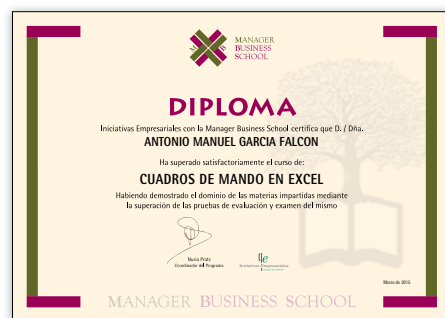 MANAGER
BUSINESS
SCHOOL
M B
DIPLOMA
Iniciativas Empresariales con la Manager Business School certifica que D. / Dña.
ANTONIO MANUEL GARCIA FALCON
Ha superado satisfactoriamente el curso de:
CUADROS DE MANDO EN EXCEL
Habiendo demostrado el dominio de las materias impartidas mediante
la superación de las pruebas de evaluación y examen del mismo
Nuria Prats
Coordinador del Programa
Iniciativas Empresariales
Marzo de 2015
MANAGER BUSINESS SCHOOL